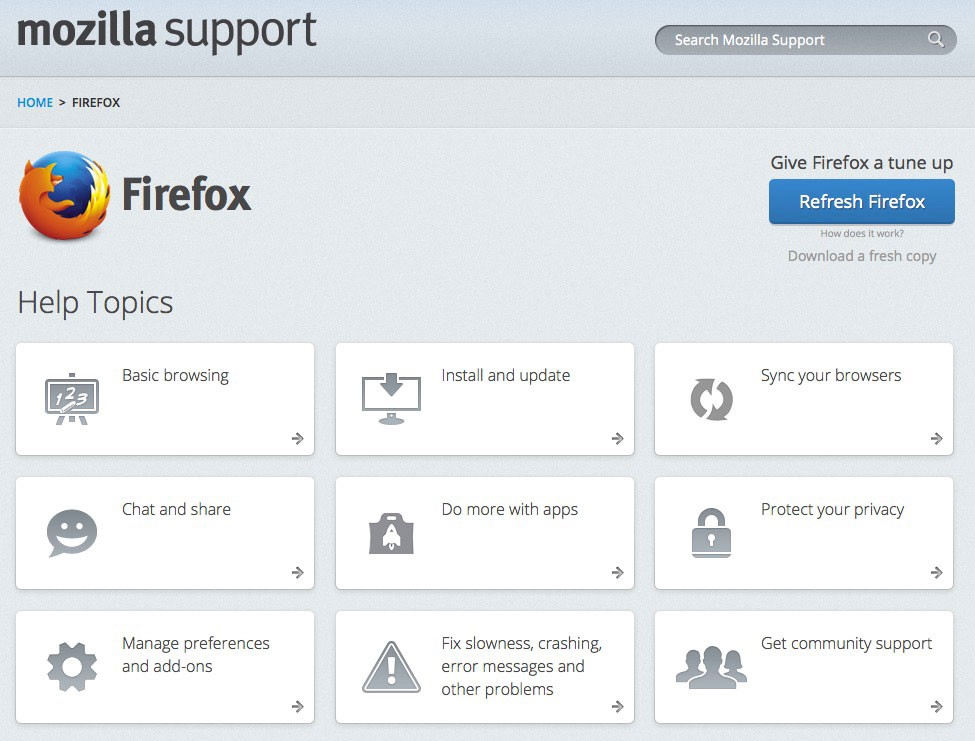 mozilla support
Search Mozilla Support
HOME > FIREFOX
Firefox
Give Firefox a tune up
Refresh Firefox
How does it work?
Download a fresh copy
Help Topics
123
Basic browsing
Install and update
Sync your browsers
Chat and share
Do more with apps
Protect your privacy
Manage preferences
and add-ons
Fix slowness, crashing,
error messages and
other problems
Get community support